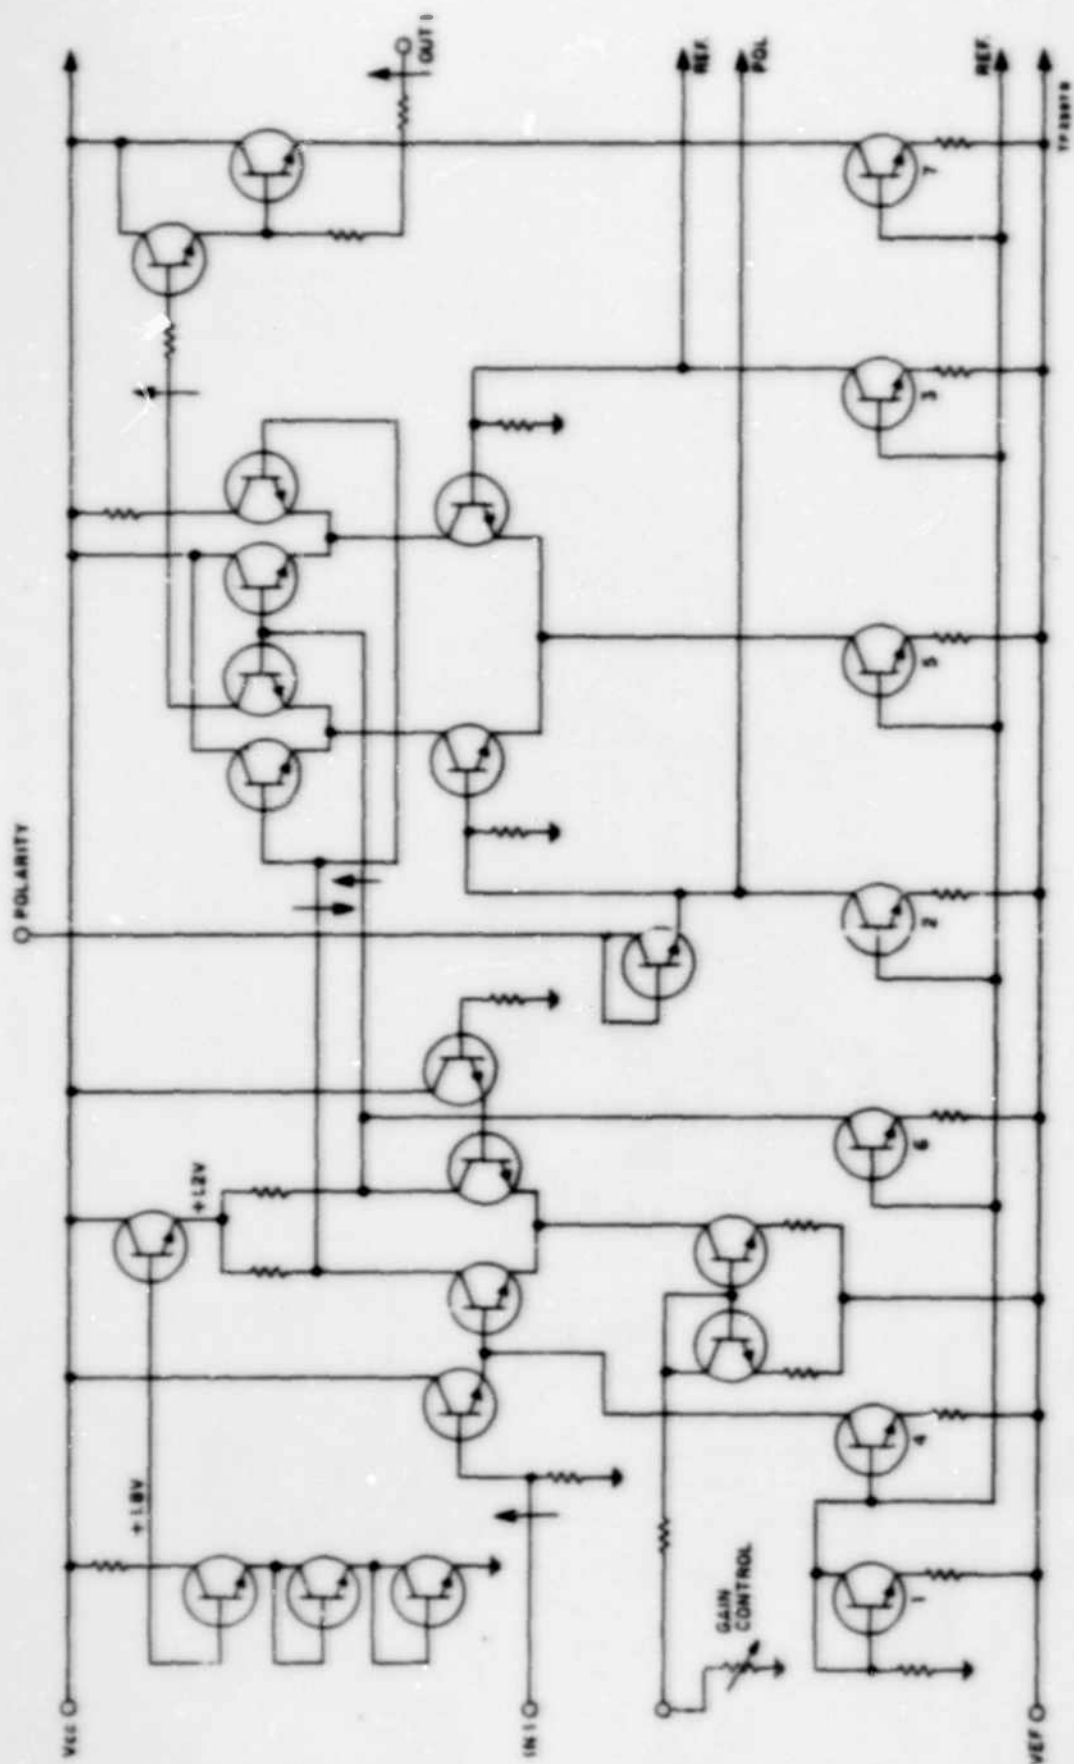 POLARITY
OUT 1
VCC
+1.8V
+1.2V
REF.
POL
IN 1
GAIN
CONTROL
1
4
6
2
5
3
7
REF.
VEF